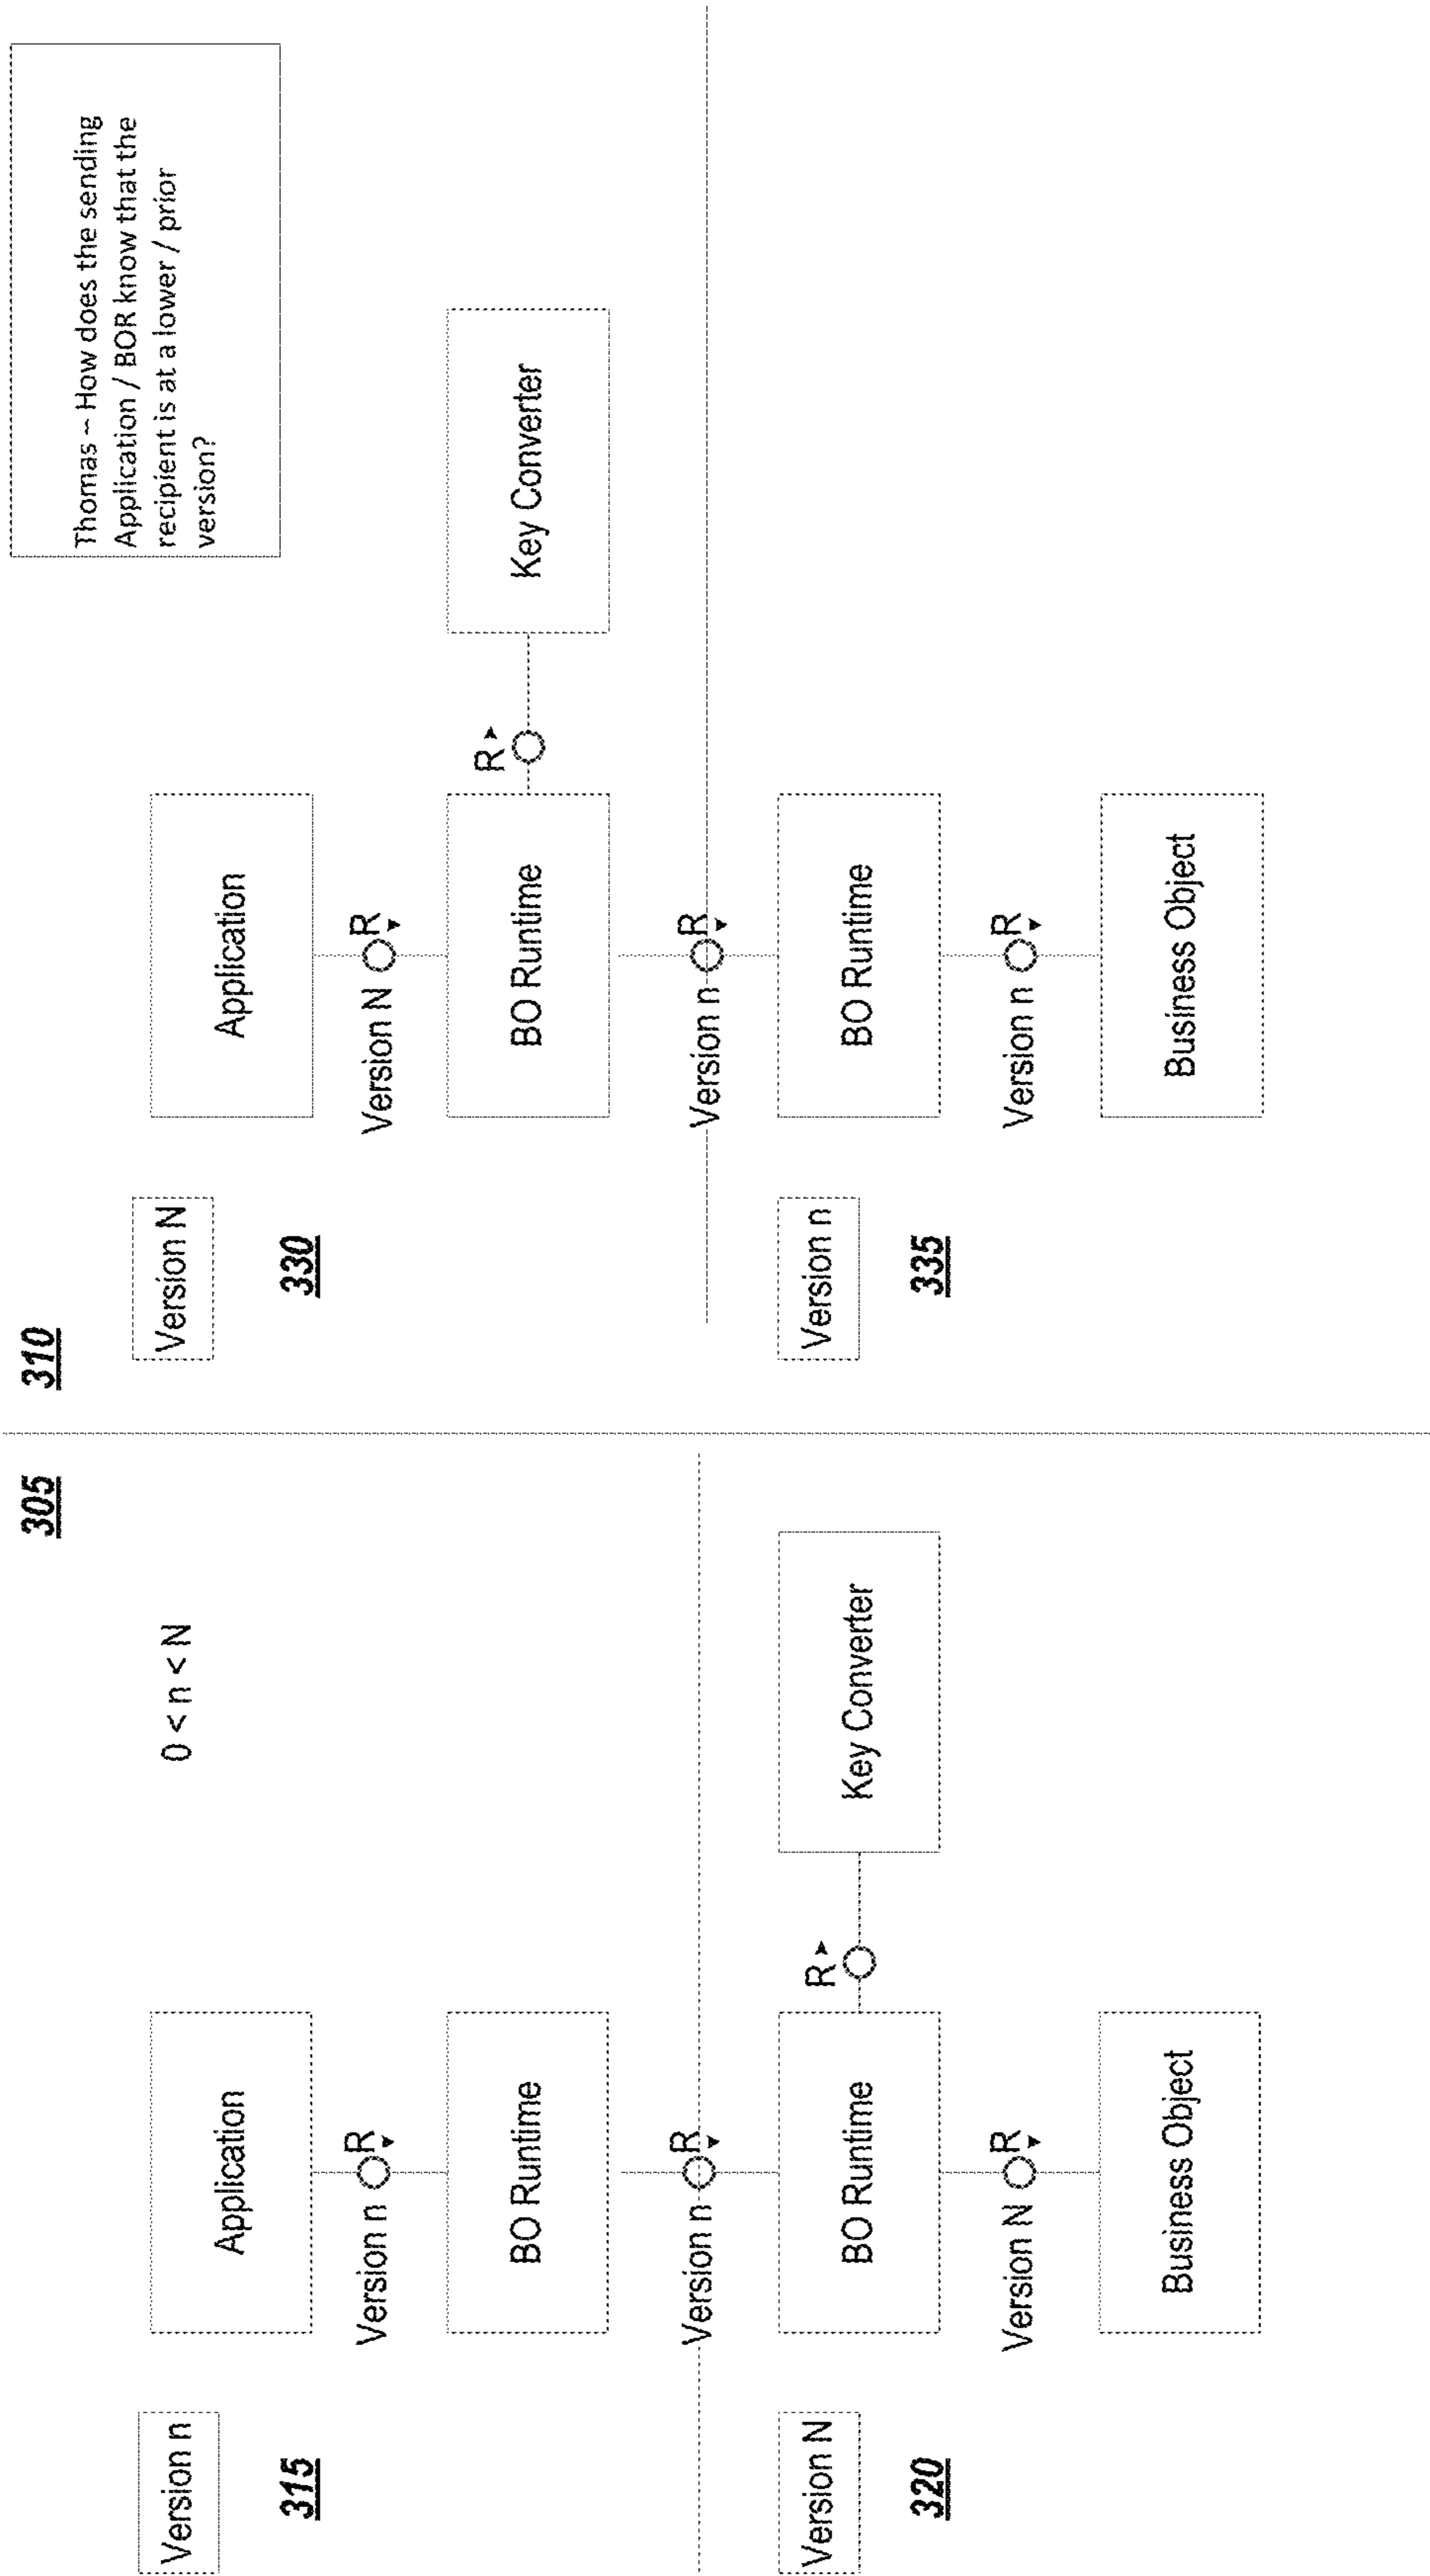 305
0 < n < N
Version n
315
Application
Version n
R
BO Runtime
Version n
R
Version N
320
BO Runtime
R
Key Converter
Version N
R
Business Object
310
Thomas -- How does the sending
Application / BOR know that the
recipient is at a lower / prior
version?
Version N
330
Application
Version N
R
BO Runtime
R
Key Converter
Version n
R
Version n
335
BO Runtime
Version n
R
Business Object